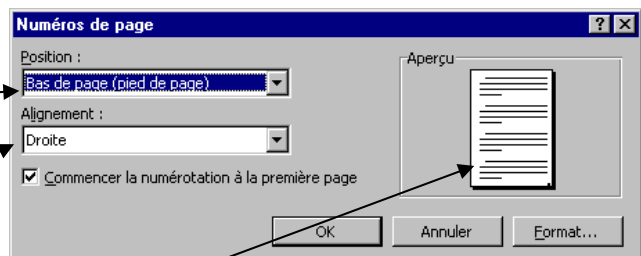 Numéros de page
Position :
Bas de page (pied de page)
Alignement :
Droite
Commencer la numérotation à la première page
Aperçu
OK
Annuler
Format...